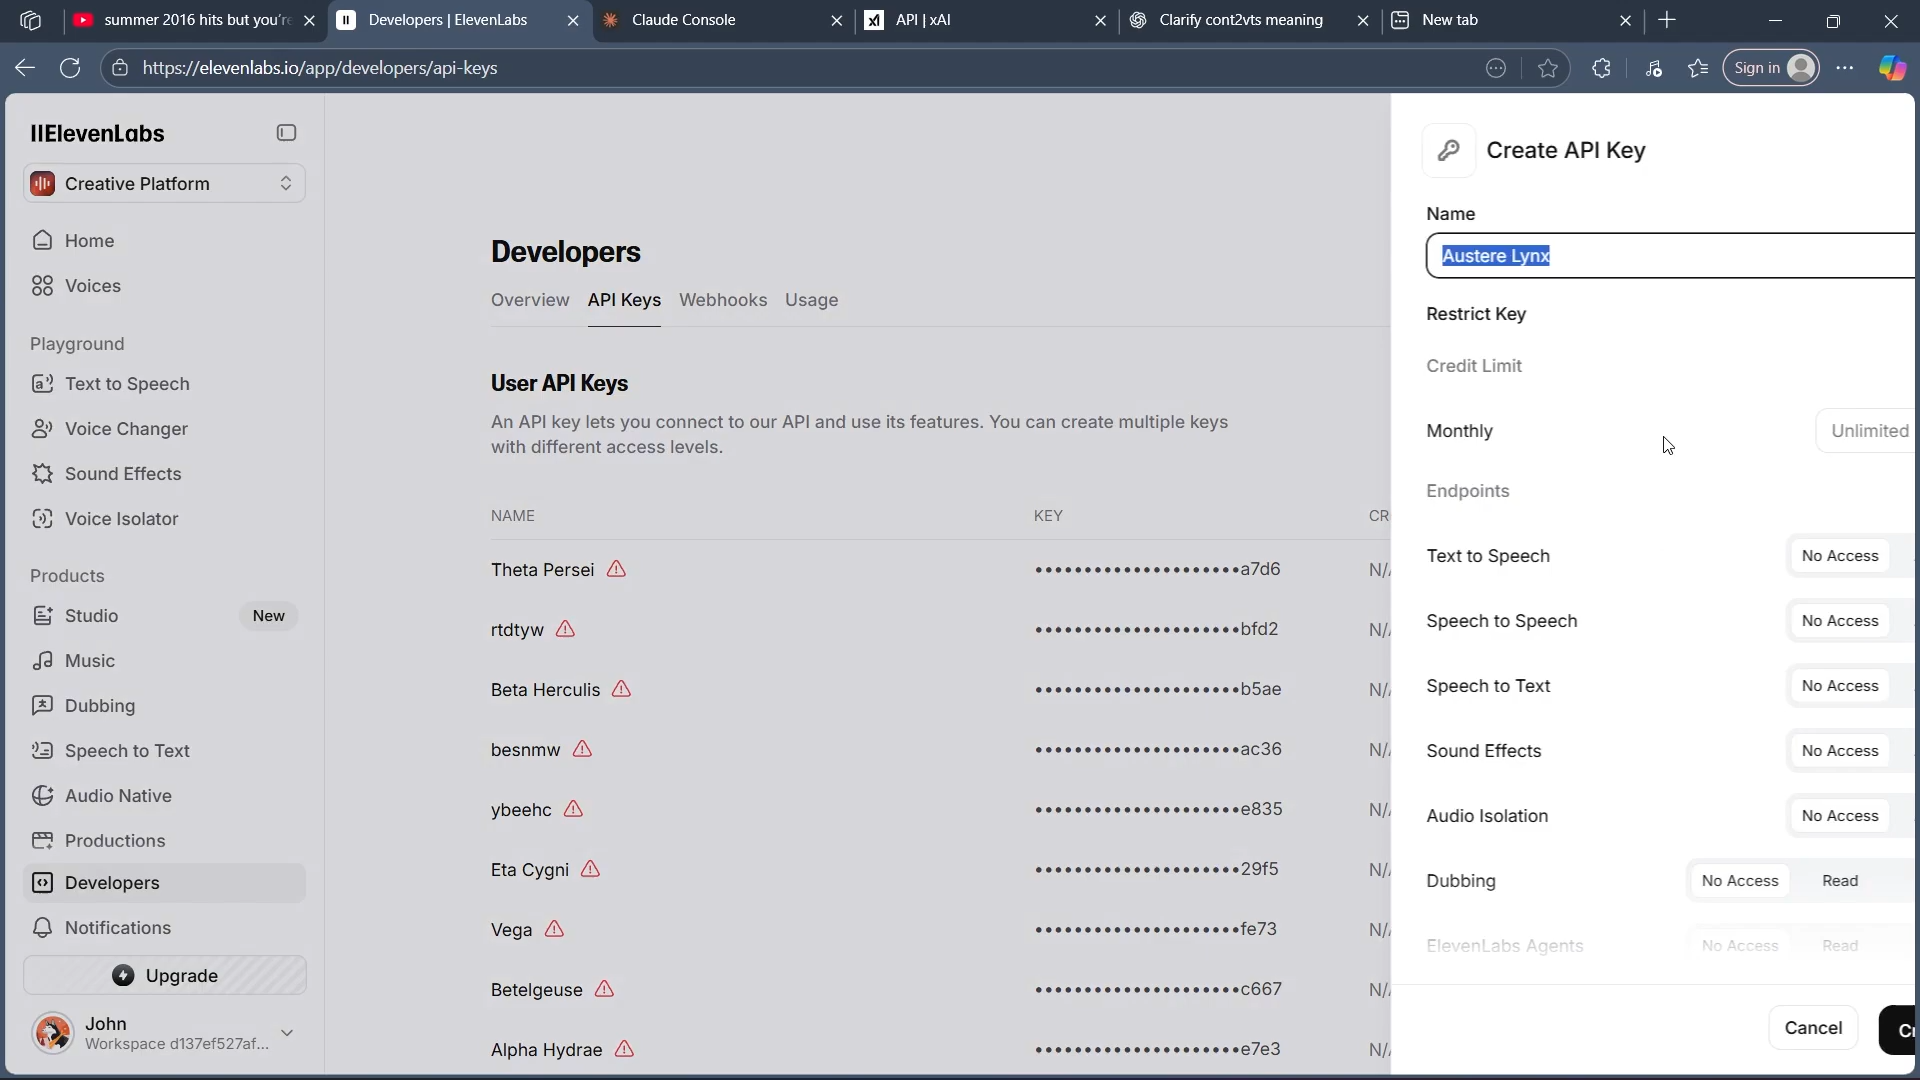 summer 2016 hits but you're
Developers | ElevenLabs
Claude Console
API | xAI
Clarify cont2vts meaning
New tab
https://elevenlabs.io/app/developers/api-keys
Sign in
IIElevenLabs
Creative Platform
Home
Voices
Playground
Text to Speech
Voice Changer
Sound Effects
Voice Isolator
Products
Studio
New
Music
Dubbing
Speech to Text
Audio Native
Productions
Developers
Notifications
Upgrade
John
Workspace d137ef527af...
Developers
Overview API Keys Webhooks Usage
User API Keys
An API key lets you connect to our API and use its features. You can create multiple keys
with different access levels.
NAME KEY CR
Theta Persei ••••••••••••••••••••a7d6 N/
rtdtyw ••••••••••••••••••••bfd2 N/
Beta Herculis ••••••••••••••••••••b5ae N/
besnmw ••••••••••••••••••••ac36 N/
ybeehc ••••••••••••••••••••e835 N/
Eta Cygni ••••••••••••••••••••29f5 N/
Vega ••••••••••••••••••••fe73 N/
Betelgeuse ••••••••••••••••••••c667 N/
Alpha Hydrae ••••••••••••••••••••e7e3 N/
Create API Key
Name
Austere Lynx
Restrict Key
Credit Limit
Monthly Unlimited
Endpoints
Text to Speech No Access
Speech to Speech No Access
Speech to Text No Access
Sound Effects No Access
Audio Isolation No Access
Dubbing No Access Read
ElevenLabs Agents No Access Read
Cancel Cr